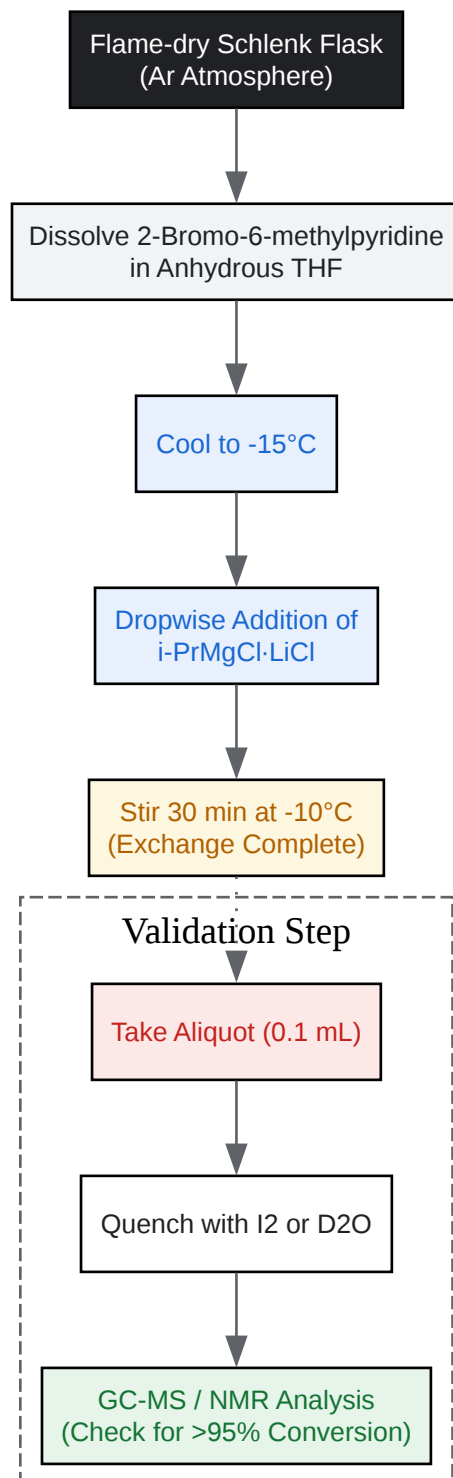 Flame-dry Schlenk Flask
(Ar Atmosphere)
Dissolve 2-Bromo-6-methylpyridine
in Anhydrous THF
Cool to -15°C
Dropwise Addition of
i-PrMgCl·LiCl
Stir 30 min at -10°C
(Exchange Complete)
Validation Step
Take Aliquot (0.1 mL)
Quench with I2 or D2O
GC-MS / NMR Analysis
(Check for >95% Conversion)